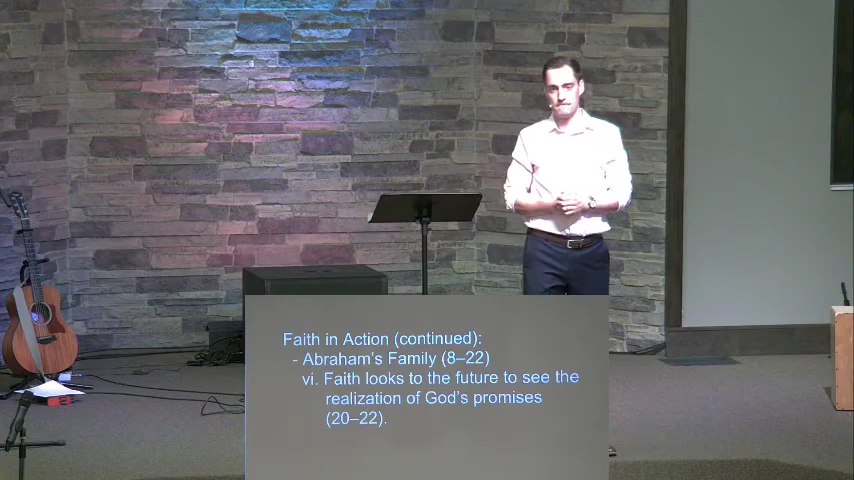 Faith in Action (continued):
- Abraham's Family (8–22)
vi. Faith looks to the future to see the
realization of God's promises
(20–22).